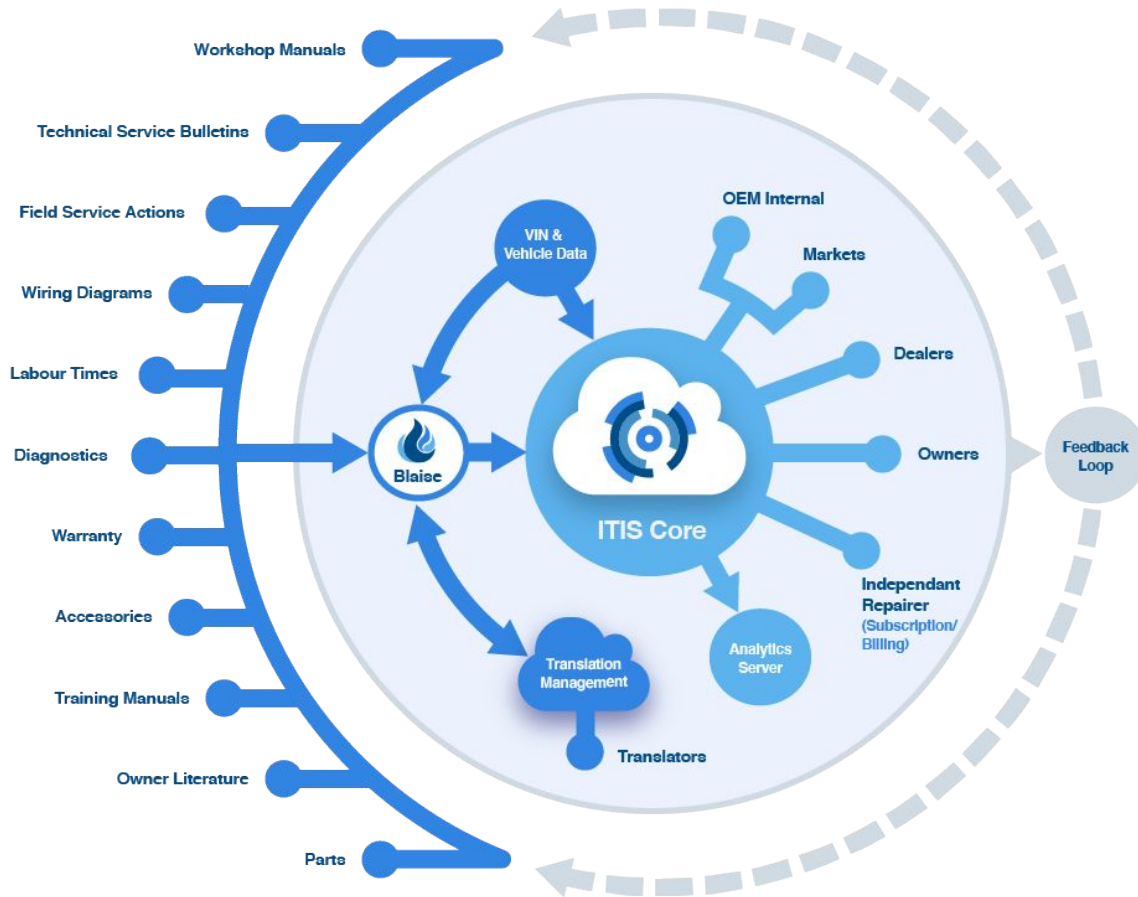 Workshop Manuals
Technical Service Bulletins
Field Service Actions
Wiring Diagrams
Labour Times
Diagnostics
Warranty
Accessories
Training Manuals
Owner Literature
Parts
VIN &
Vehicle Data
Blaise
ITIS Core
Translation
Management
Translators
Analytics
Server
OEM Internal
Markets
Dealers
Owners
Independant
Repairer
(Subscription/
Billing)
Feedback
Loop